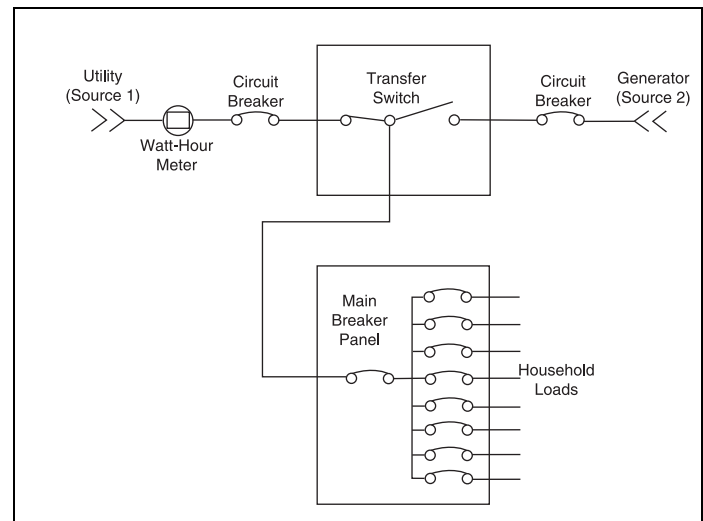 Utility
(Source 1)
Circuit
Breaker
Transfer
Switch
Circuit
Breaker
Generator
(Source 2)
Watt-Hour
Meter
Main
Breaker
Panel
Household
Loads